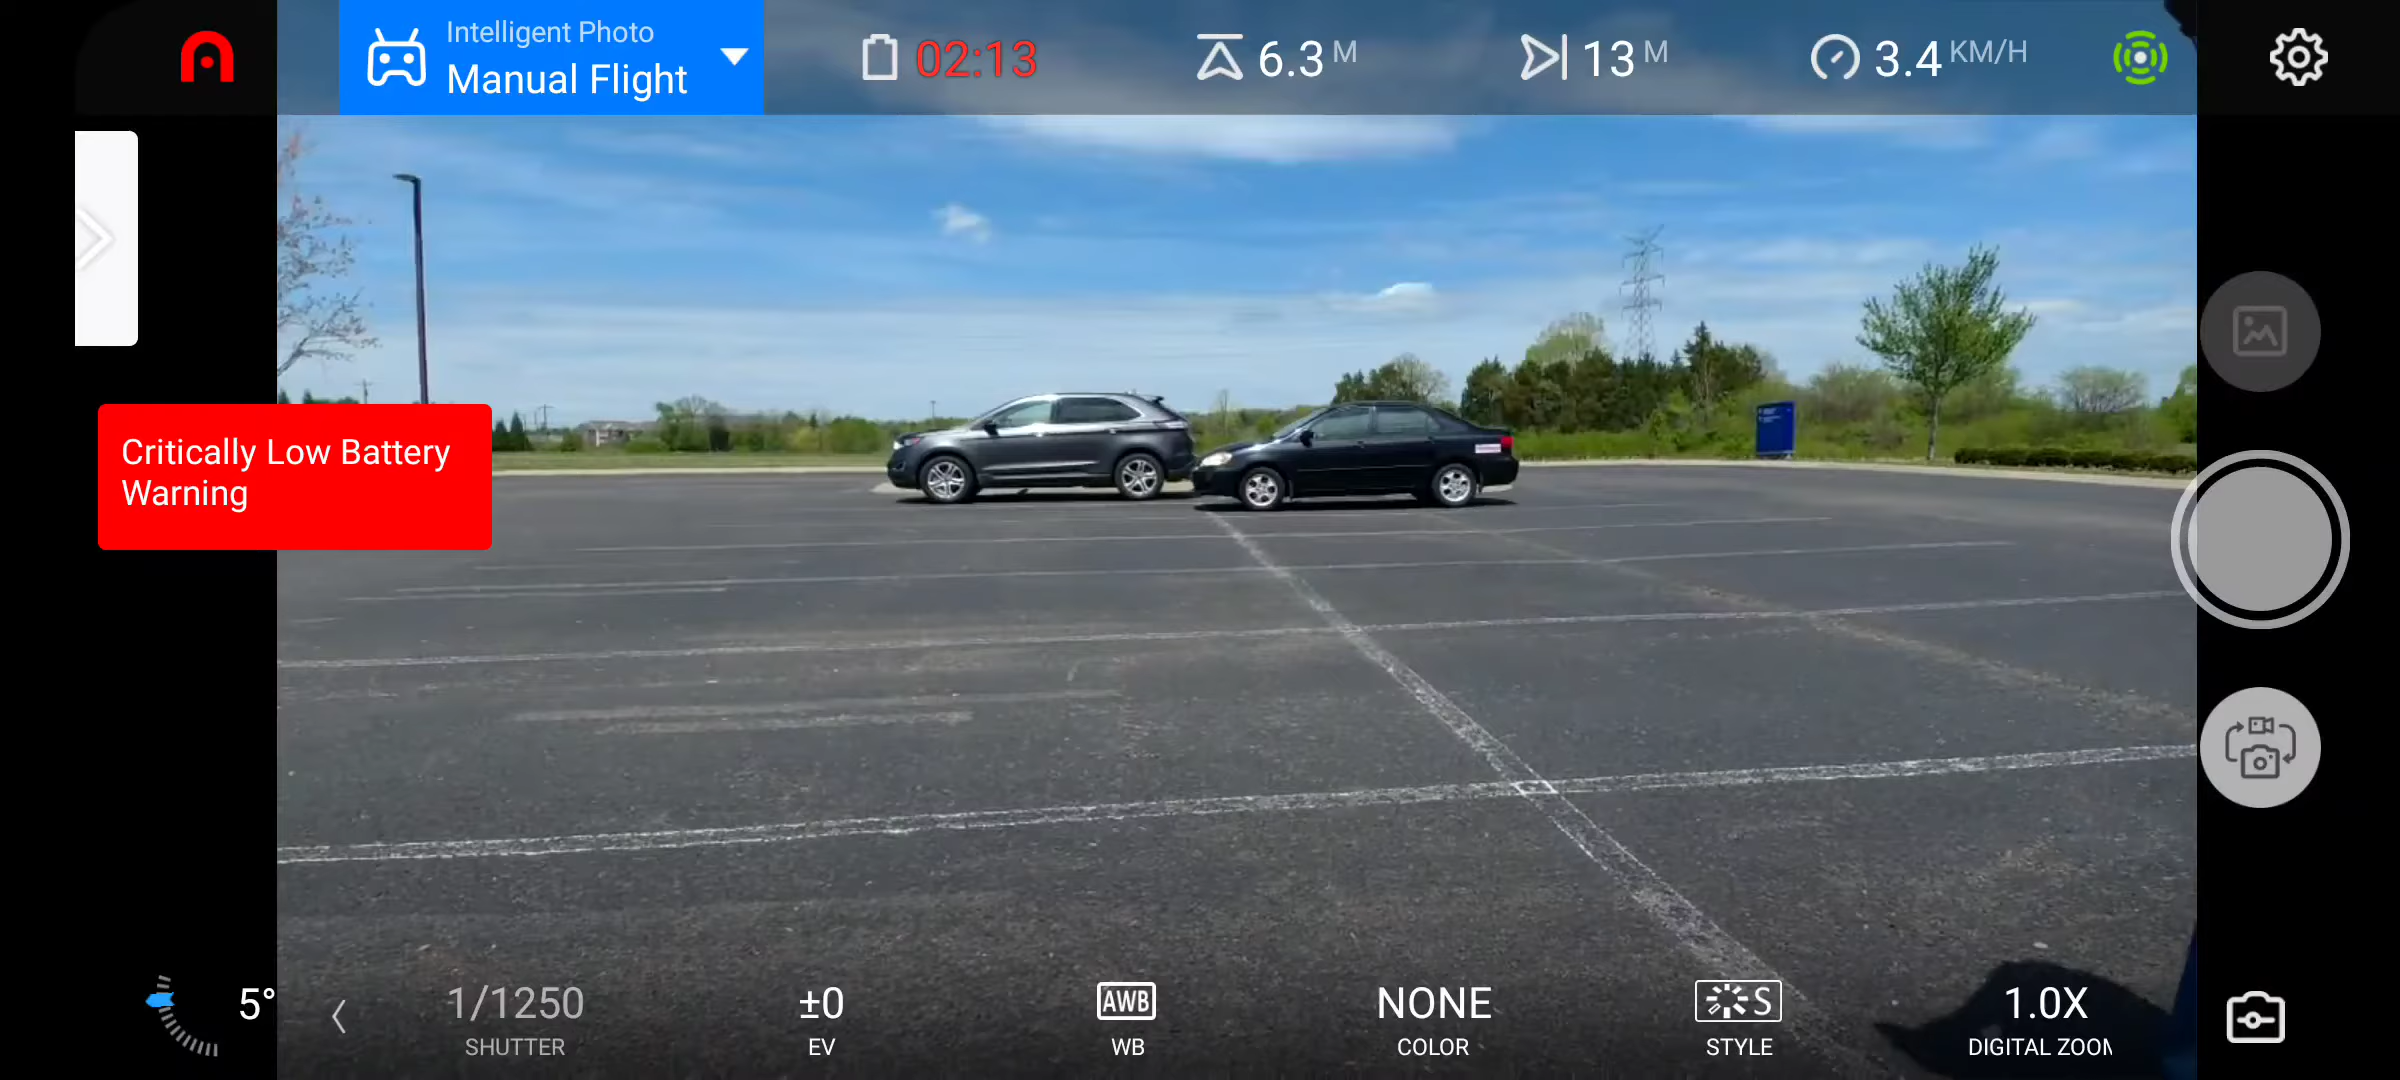 Intelligent Photo
Manual Flight
02:13
6.3 M
13 M
3.4 KM/H
Critically Low Battery
Warning
5°
1/1250
SHUTTER
±0
EV
AWB
WB
NONE
COLOR
S
STYLE
1.0X
DIGITAL ZOOM